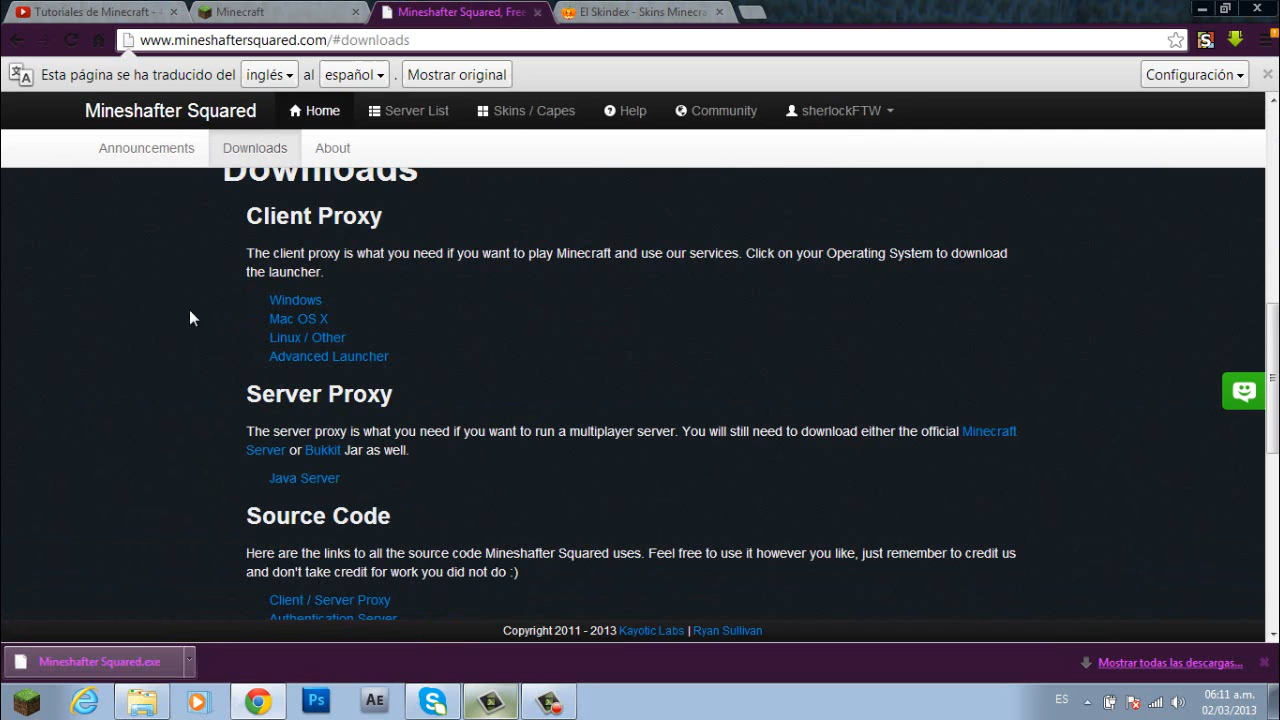 Tutoriales de Minecraft -
Minecraft
Mineshafter Squared, Free
El Skindex - Skins Minecra
www.mineshaftersquared.com/#downloads
Esta página se ha traducido del inglés al español . Mostrar original Configuración
Mineshafter Squared Home Server List Skins / Capes Help Community sherlockFTW
Announcements Downloads About
Downloads
Client Proxy
The client proxy is what you need if you want to play Minecraft and use our services. Click on your Operating System to download
the launcher.
Windows
Mac OS X
Linux / Other
Advanced Launcher
Server Proxy
The server proxy is what you need if you want to run a multiplayer server. You will still need to download either the official Minecraft
Server or Bukkit Jar as well.
Java Server
Source Code
Here are the links to all the source code Mineshafter Squared uses. Feel free to use it however you like, just remember to credit us
and don't take credit for work you did not do :)
Client / Server Proxy
Authentication Server
Copyright 2011 - 2013 Kayotic Labs | Ryan Sullivan
Mineshafter Squared.exe
Mostrar todas las descargas...
Ps
Ae
ES
06:11 a.m.
02/03/2013